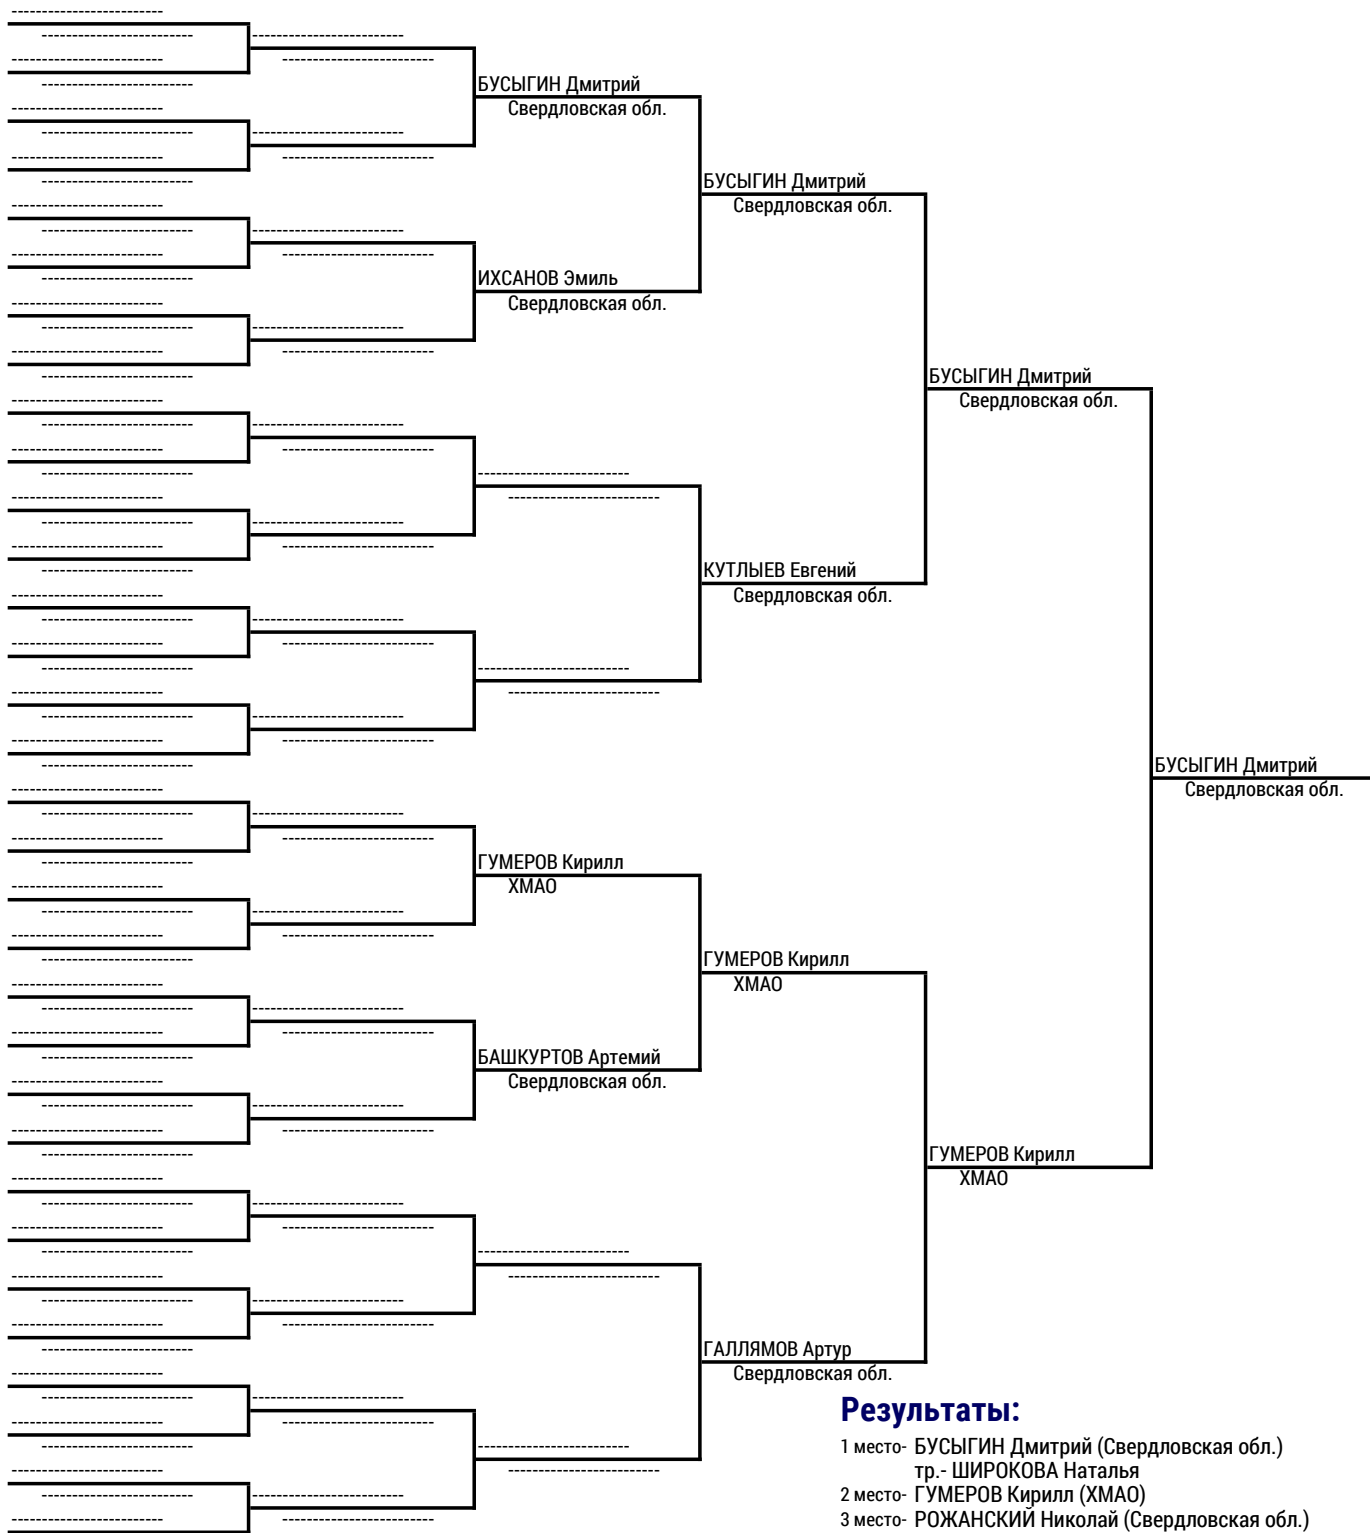 БУСЫГИН Дмитрий
Свердловская обл.
БУСЫГИН Дмитрий
Свердловская обл.
ИХСАНОВ Эмиль
Свердловская обл.
БУСЫГИН Дмитрий
Свердловская обл.
КУТЛЫЕВ Евгений
Свердловская обл.
БУСЫГИН Дмитрий
Свердловская обл.
ГУМЕРОВ Кирилл
ХМАО
ГУМЕРОВ Кирилл
ХМАО
БАШКУРТОВ Артемий
Свердловская обл.
ГУМЕРОВ Кирилл
ХМАО
ГАЛЛЯМОВ Артур
Свердловская обл.
Результаты:
1 место- БУСЫГИН Дмитрий (Свердловская обл.)
тр.- ШИРОКОВА Наталья
2 место- ГУМЕРОВ Кирилл (ХМАО)
3 место- РОЖАНСКИЙ Николай (Свердловская обл.)